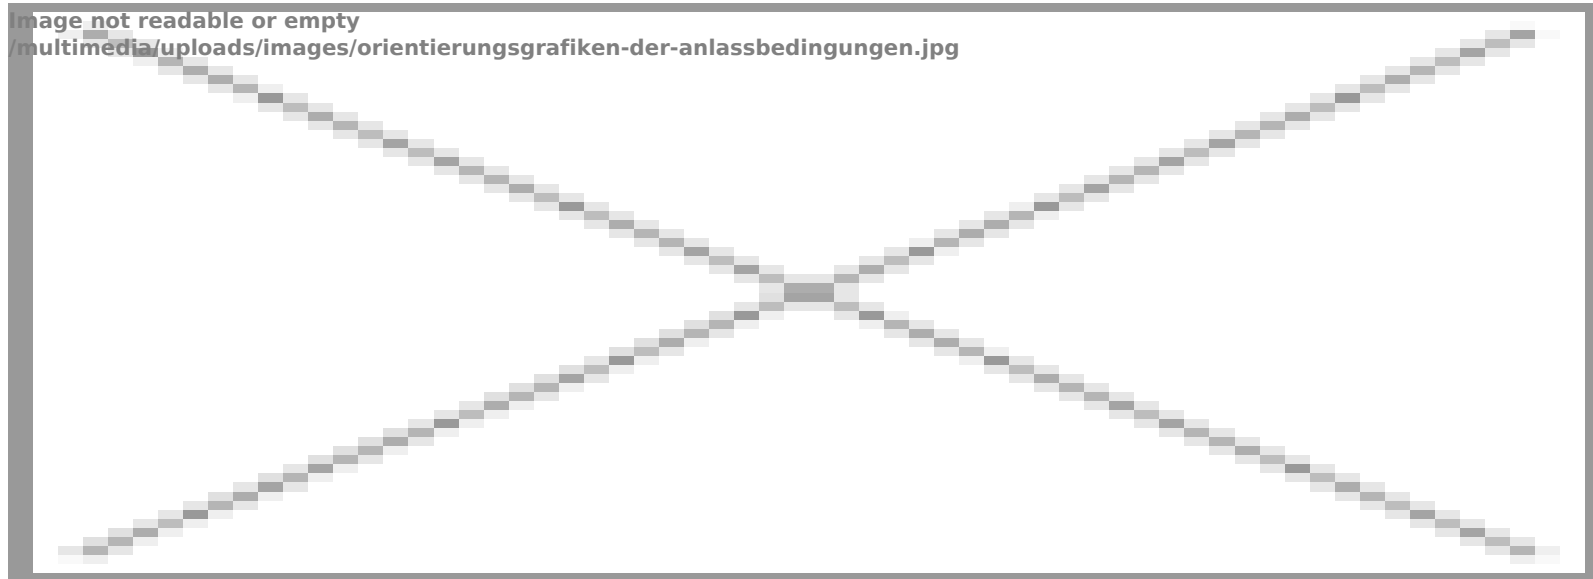 Image not readable or empty
/multimedia/uploads/images/orientierungsgrafiken-der-anlassbedingungen.jpg